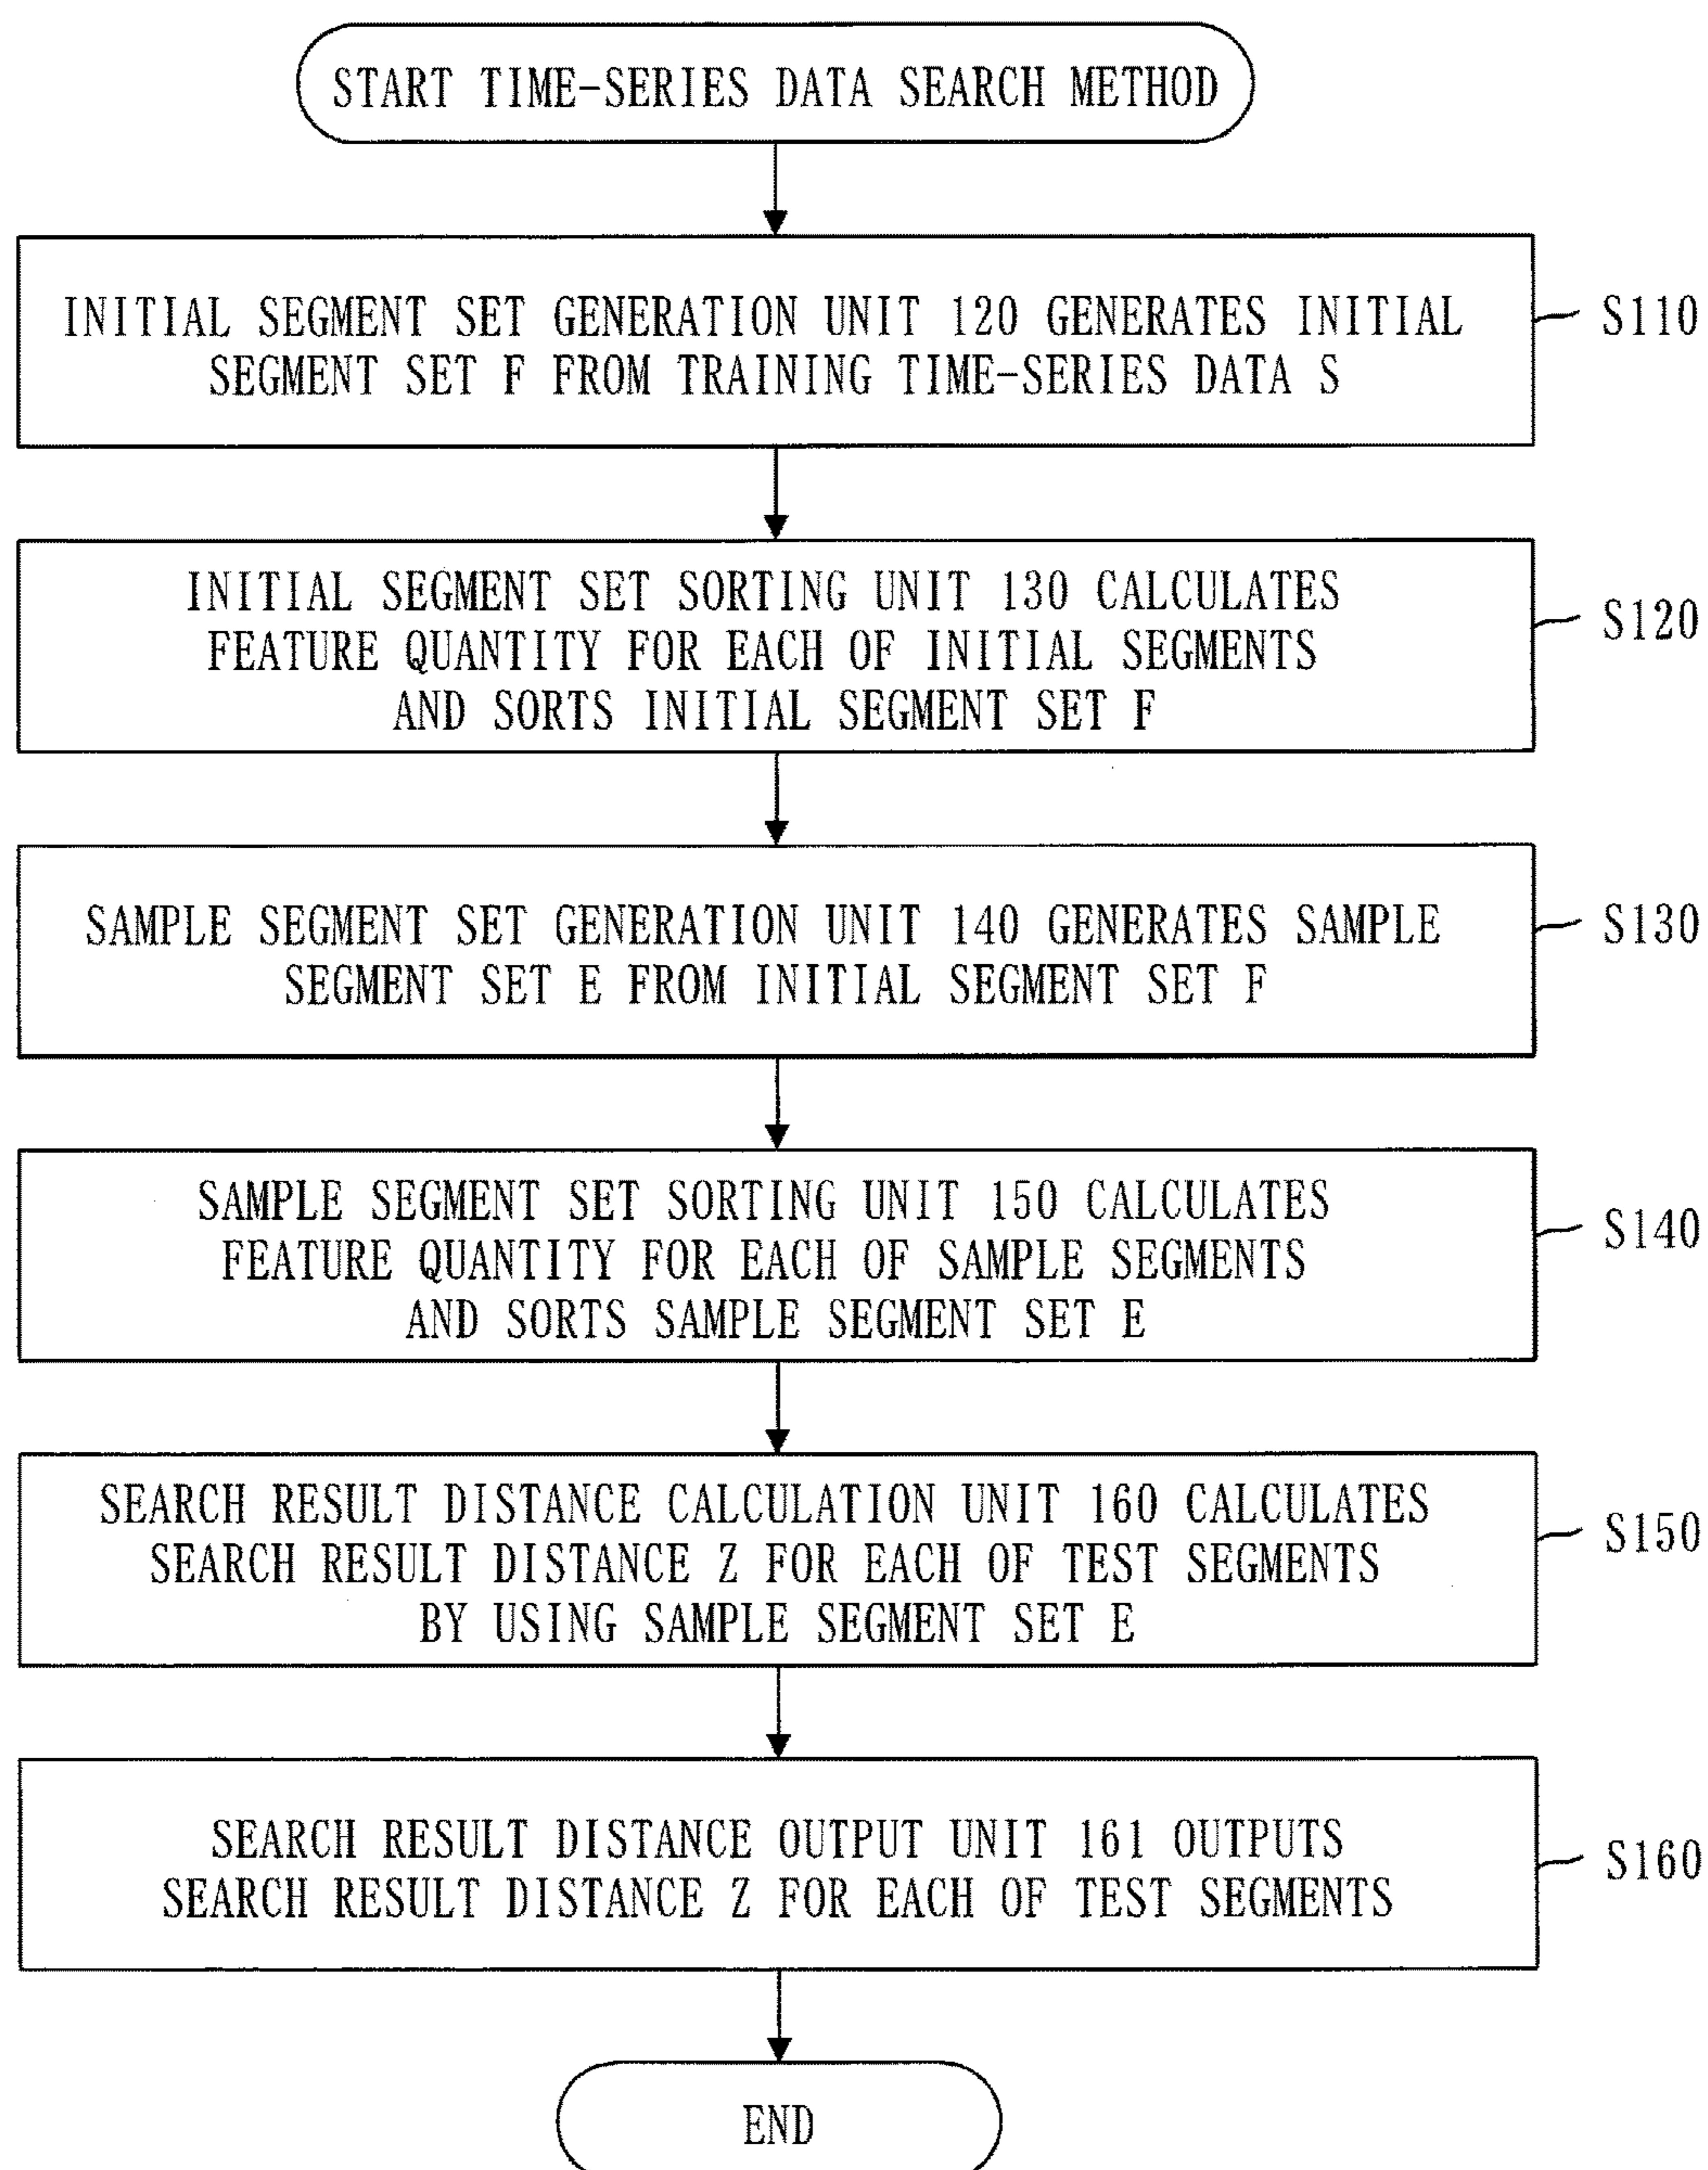 START TIME-SERIES DATA SEARCH METHOD
INITIAL SEGMENT SET GENERATION UNIT 120 GENERATES INITIAL
SEGMENT SET F FROM TRAINING TIME-SERIES DATA S
S110
INITIAL SEGMENT SET SORTING UNIT 130 CALCULATES
FEATURE QUANTITY FOR EACH OF INITIAL SEGMENTS
AND SORTS INITIAL SEGMENT SET F
S120
SAMPLE SEGMENT SET GENERATION UNIT 140 GENERATES SAMPLE
SEGMENT SET E FROM INITIAL SEGMENT SET F
S130
SAMPLE SEGMENT SET SORTING UNIT 150 CALCULATES
FEATURE QUANTITY FOR EACH OF SAMPLE SEGMENTS
AND SORTS SAMPLE SEGMENT SET E
S140
SEARCH RESULT DISTANCE CALCULATION UNIT 160 CALCULATES
SEARCH RESULT DISTANCE Z FOR EACH OF TEST SEGMENTS
BY USING SAMPLE SEGMENT SET E
S150
SEARCH RESULT DISTANCE OUTPUT UNIT 161 OUTPUTS
SEARCH RESULT DISTANCE Z FOR EACH OF TEST SEGMENTS
S160
END